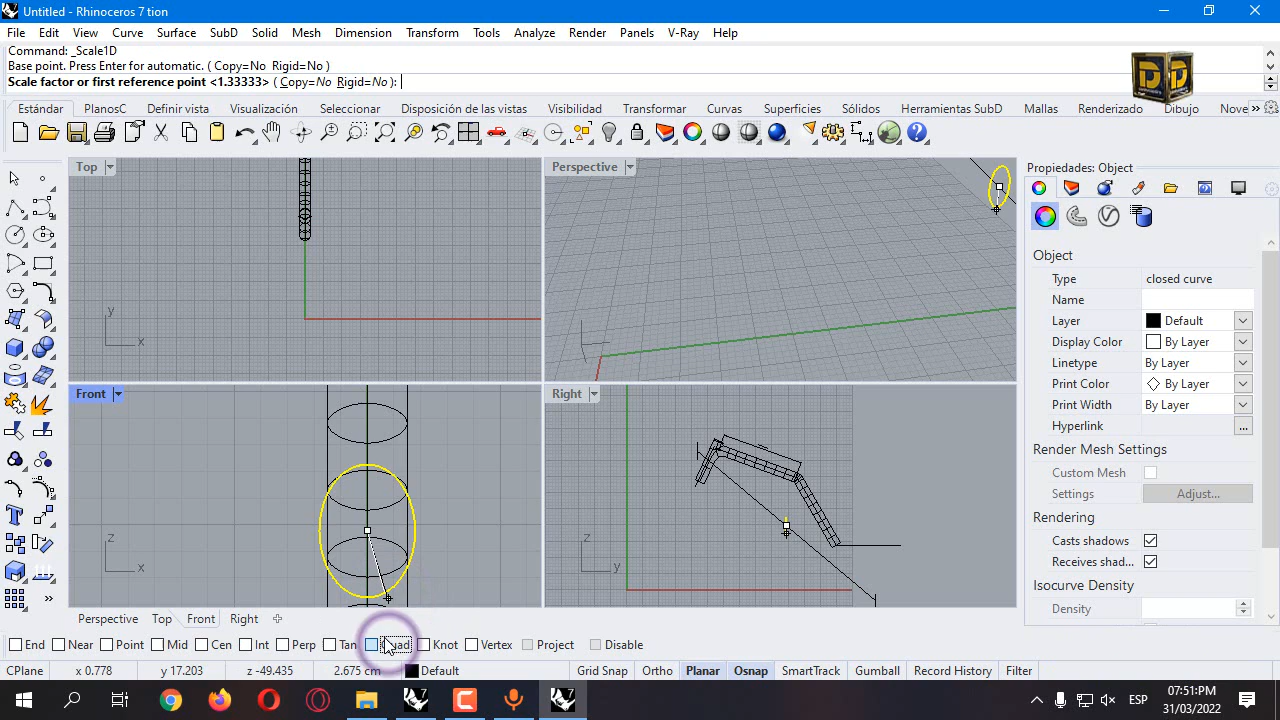 Untitled - Rhinoceros 7 tion
File Edit View Curve Surface SubD Solid Mesh Dimension Transform Tools Analyze Render Panels V-Ray Help
Command: _Scale1D
Base point. Press Enter for automatic. ( Copy=No Rigid=No )
Scale factor or first reference point <1.33333> ( Copy=No Rigid=No ):
Estándar PlanosC Definir vista Visualización Seleccionar Disposición de las vistas Visibilidad Transformar Curvas Superficies Sólidos Herramientas SubD Mallas Renderizado Dibujo Nove »
Top
Perspective
Properties: Object
Object
Type closed curve
Name
Layer Default
Display Color By Layer
Linetype By Layer
Print Color By Layer
Print Width By Layer
Hyperlink ...
Render Mesh Settings
Custom Mesh
Settings Adjust...
Rendering
Casts shadows
Receives shad...
Isocurve Density
Density
y
x
Front
Right
z
x
z
y
Perspective Top Front Right
End Near Point Mid Cen Int Perp Tan Quad Knot Vertex Project Disable
CPlane x 0.778 y 17.203 z -49.435 2.675 cm Default Grid Snap Ortho Planar Osnap SmartTrack Gumball Record History Filter
ESP 07:51:PM
31/03/2022